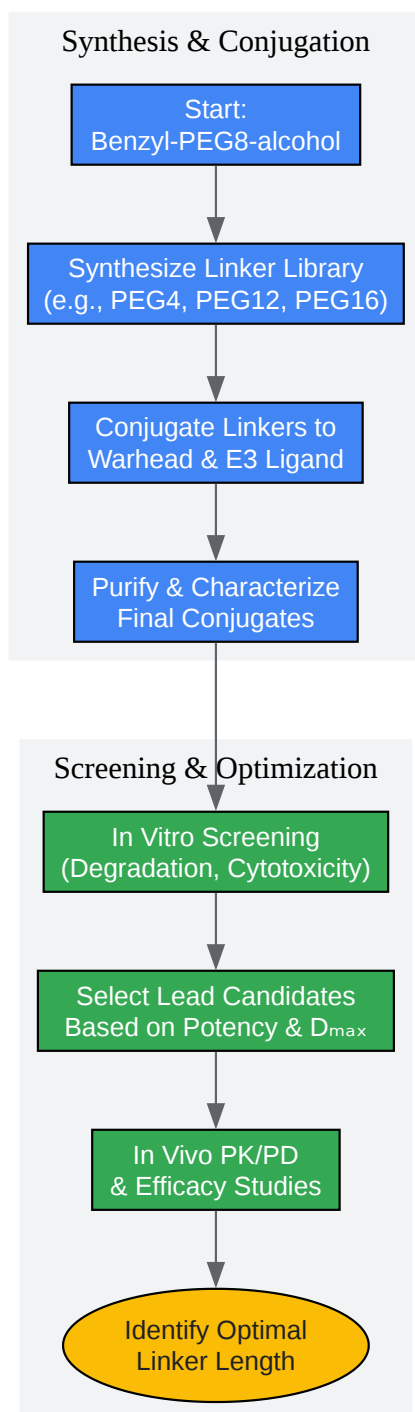 Synthesis & Conjugation
Start:
Benzyl-PEG8-alcohol
Synthesize Linker Library
(e.g., PEG4, PEG12, PEG16)
Conjugate Linkers to
Warhead & E3 Ligand
Purify & Characterize
Final Conjugates
Screening & Optimization
In Vitro Screening
(Degradation, Cytotoxicity)
Select Lead Candidates
Based on Potency & Dₘₐₓ
In Vivo PK/PD
& Efficacy Studies
Identify Optimal
Linker Length